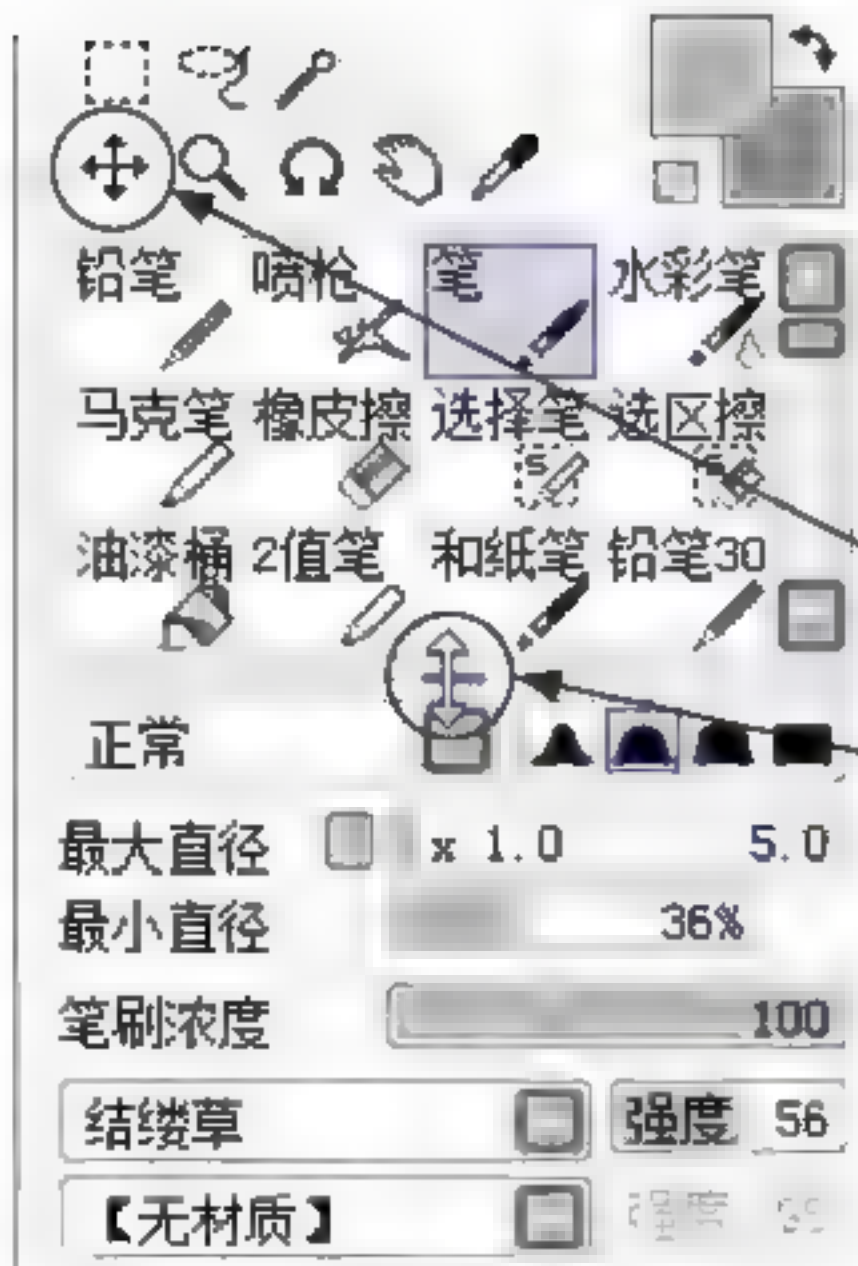 铅笔 喷枪 笔 水彩笔
马克笔 橡皮擦 选择笔 选区擦
油漆桶 2值笔 和纸笔 铅笔30
正常
最大直径 x 1.0 5.0
最小直径 36%
笔刷浓度 100
结缕草 强度 56
【无材质】 强度